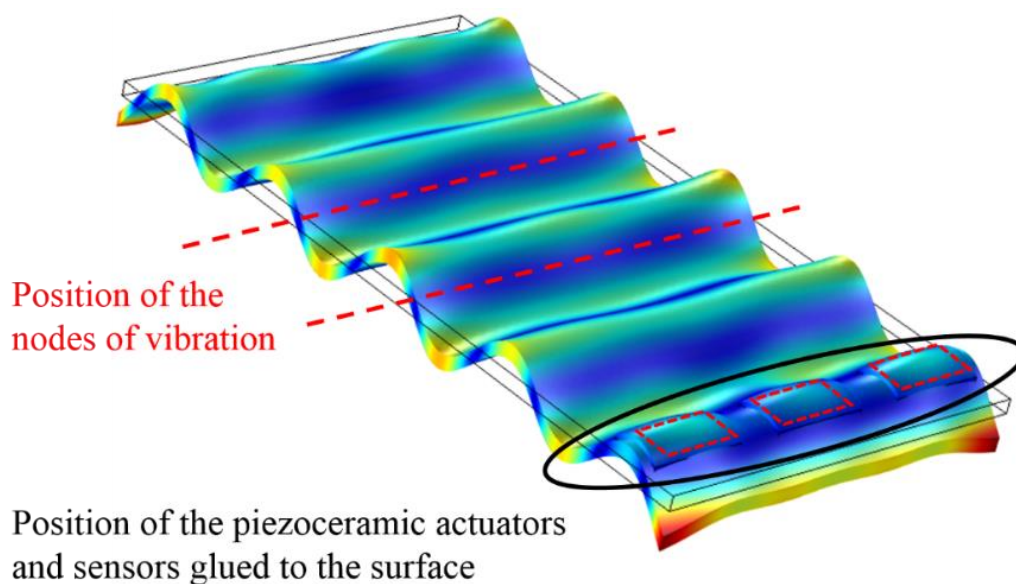 Position of the
nodes of vibration
Position of the piezoceramic actuators
and sensors glued to the surface